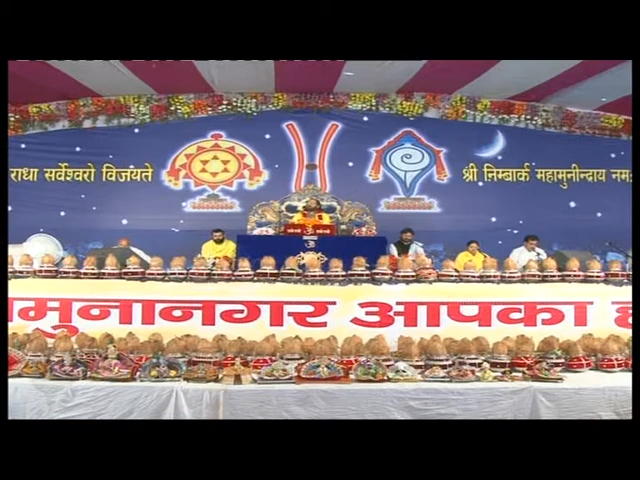 राधा सर्वेश्वरो विजयते
श्री निम्बार्क महामुनीन्द्राय नमः
मुनानगर आपका ह